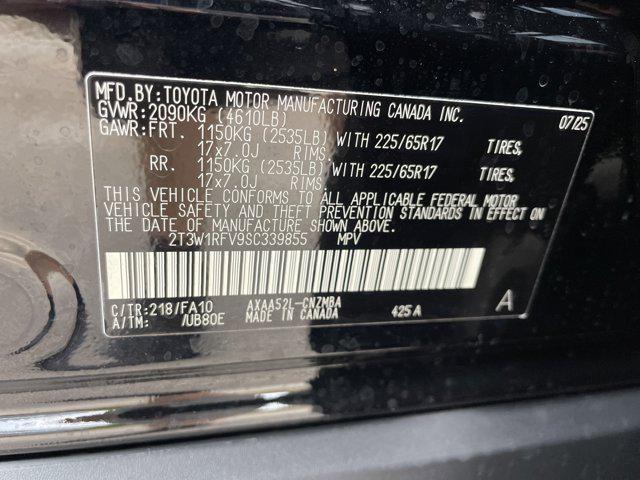 MFD.BY:TOYOTA MOTOR MANUFACTURING CANADA INC. 07/25
GVWR:2090KG (4610LB)
GAWR:FRT. 1150KG (2535LB) WITH 225/65R17 TIRES,
17x7.0J RIMS,
RR. 1150KG (2535LB) WITH 225/65R17 TIRES,
17x7.0J RIMS,
THIS VEHICLE CONFORMS TO ALL APPLICABLE FEDERAL MOTOR
VEHICLE SAFETY AND THEFT PREVENTION STANDARDS IN EFFECT ON
THE DATE OF MANUFACTURE SHOWN ABOVE.
2T3W1RFV9SC339855 MPV
C/TR:218/FA10 AXAA52L-CNZMBA 425A A
A/TM: /UB80E MADE IN CANADA